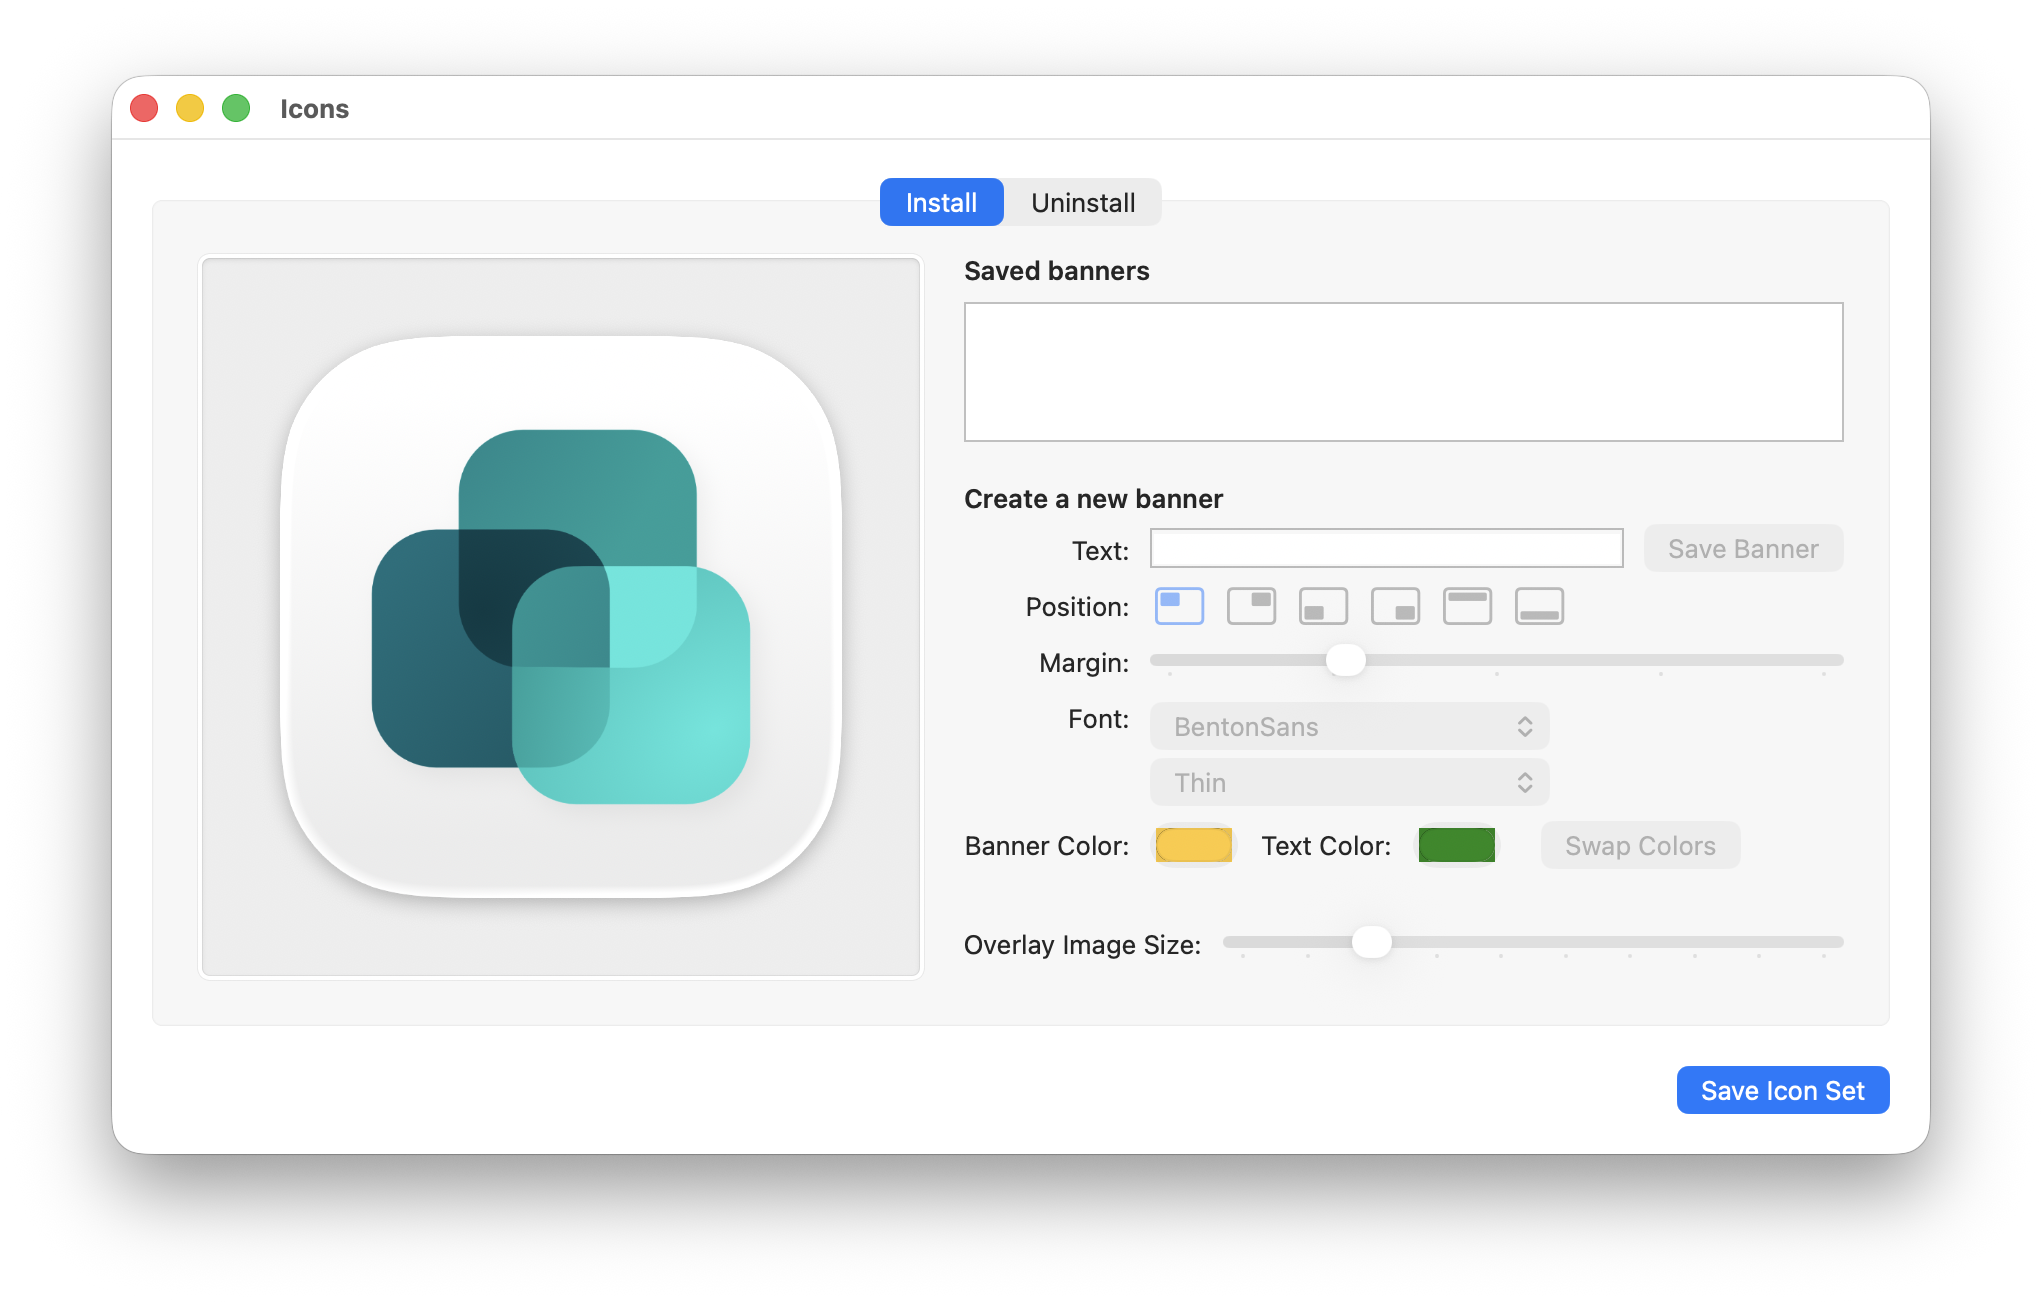 Icons
Install
Uninstall
Saved banners
Create a new banner
Text:
Save Banner
Position:
Margin:
Font:
BentonSans
Thin
Banner Color:
Text Color:
Swap Colors
Overlay Image Size:
Save Icon Set